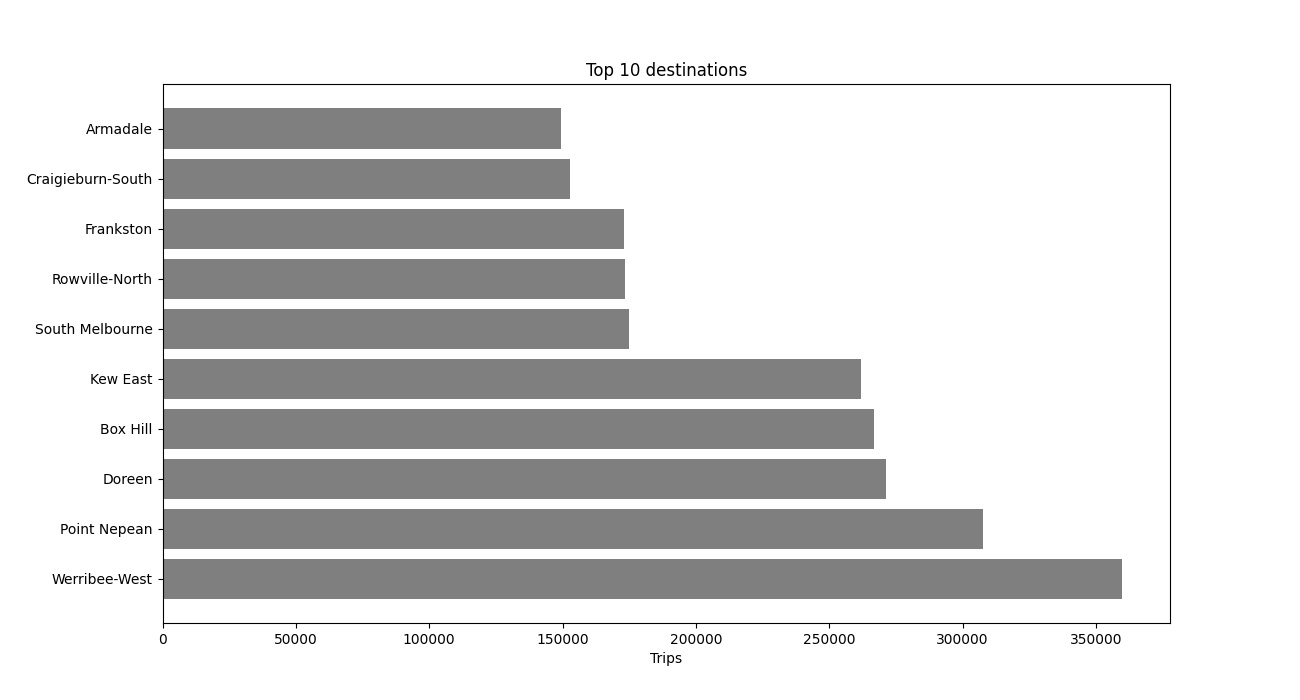 Top 10 destinations
Armadale
Craigieburn-South
Frankston
Rowville-North
South Melbourne
Kew East
Box Hill
Doreen
Point Nepean
Werribee-West
0 50000 100000 150000 200000 250000 300000 350000
Trips